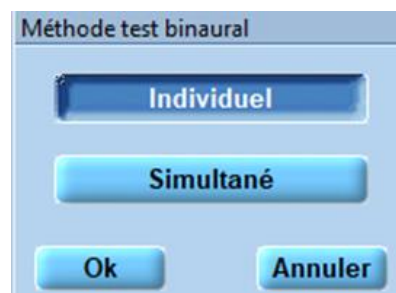 Méthode test binaural
Individuel
Simultané
Ok Annuler